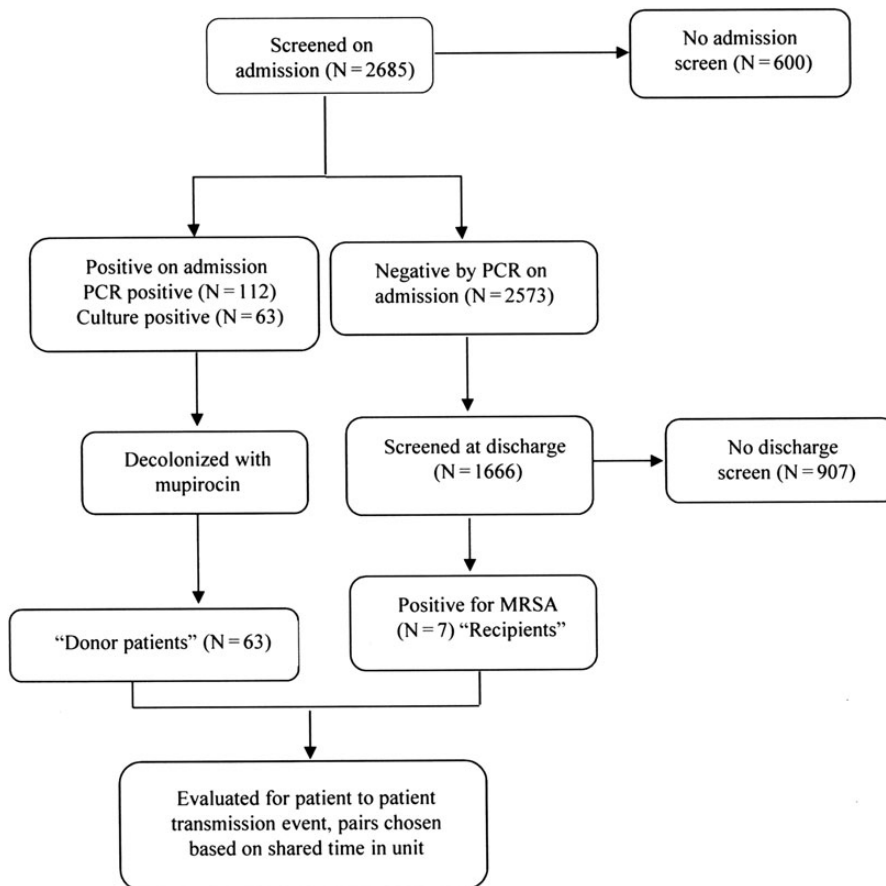 Screened on
admission (N = 2685)
No admission
screen (N = 600)
Positive on admission
PCR positive (N = 112)
Culture positive (N = 63)
Negative by PCR on
admission (N = 2573)
Decolonized with
mupirocin
Screened at discharge
(N = 1666)
No discharge
screen (N = 907)
“Donor patients” (N = 63)
Positive for MRSA
(N = 7) “Recipients”
Evaluated for patient to patient
transmission event, pairs chosen
based on shared time in unit